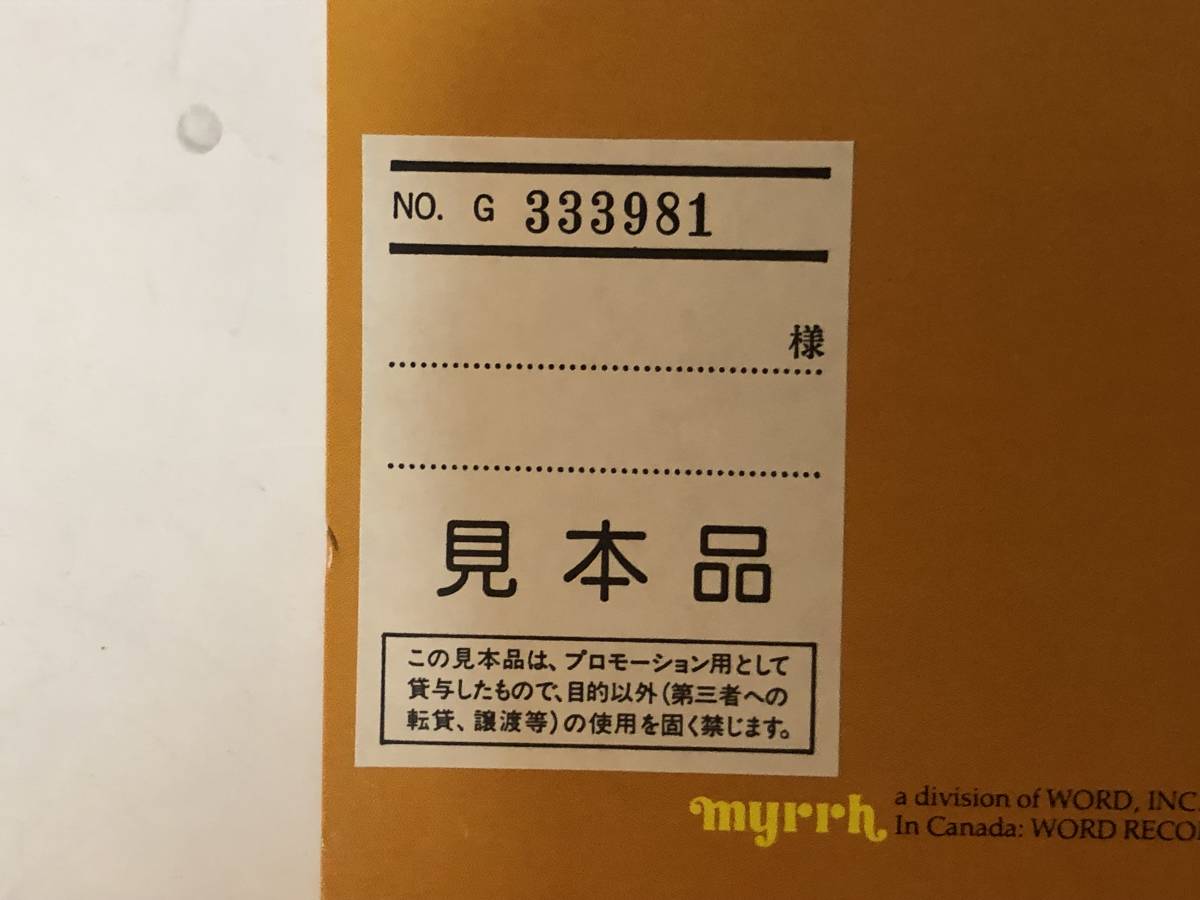 NO. G 333981
様
見本品
この見本品は、プロモーション用として
貸与したもので、目的以外(第三者への
転貸、譲渡等)の使用を固く禁じます。
myrrh
a division of WORD, INC.
In Canada: WORD RECO